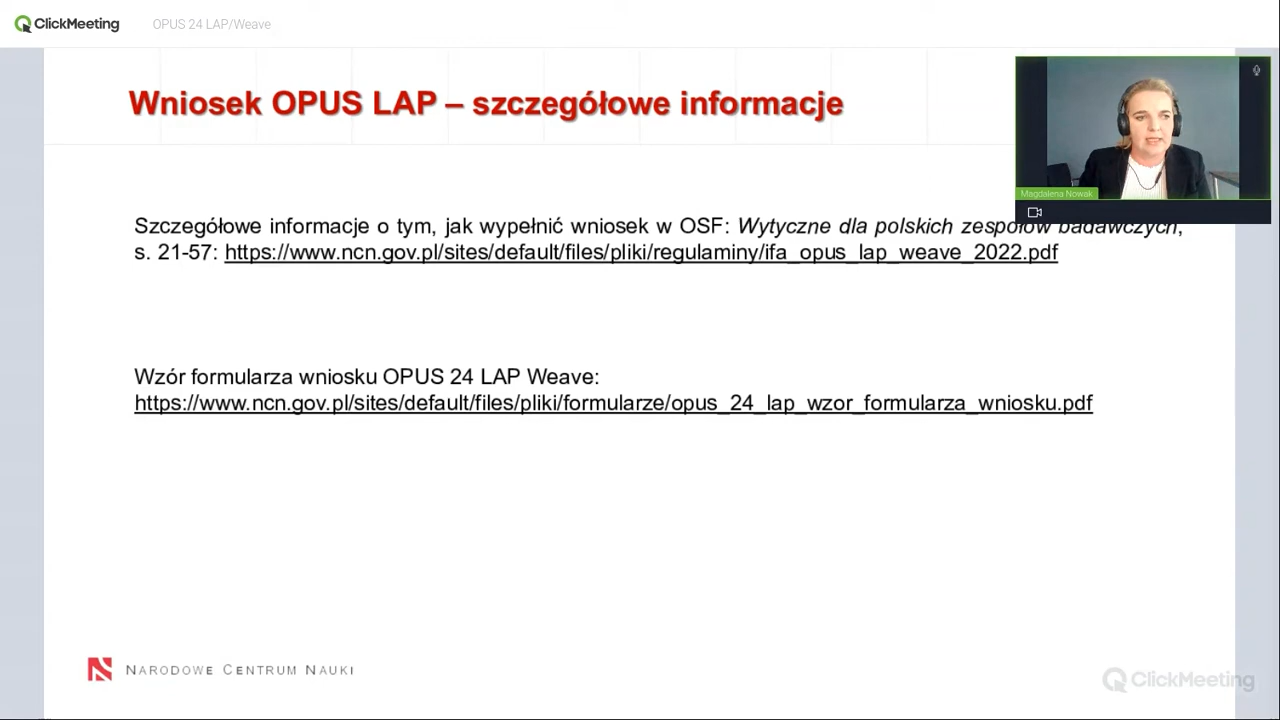 ClickMeeting
OPUS 24 LAP/Weave
Wniosek OPUS LAP – szczegółowe informacje
Magdalena Nowak
Szczegółowe informacje o tym, jak wypełnić wniosek w OSF: Wytyczne dla polskich zespołów badawczych,
s. 21-57: https://www.ncn.gov.pl/sites/default/files/pliki/regulaminy/ifa_opus_lap_weave_2022.pdf
Wzór formularza wniosku OPUS 24 LAP Weave:
https://www.ncn.gov.pl/sites/default/files/pliki/formularze/opus_24_lap_wzor_formularza_wniosku.pdf
NARODOWE CENTRUM NAUKI
ClickMeeting